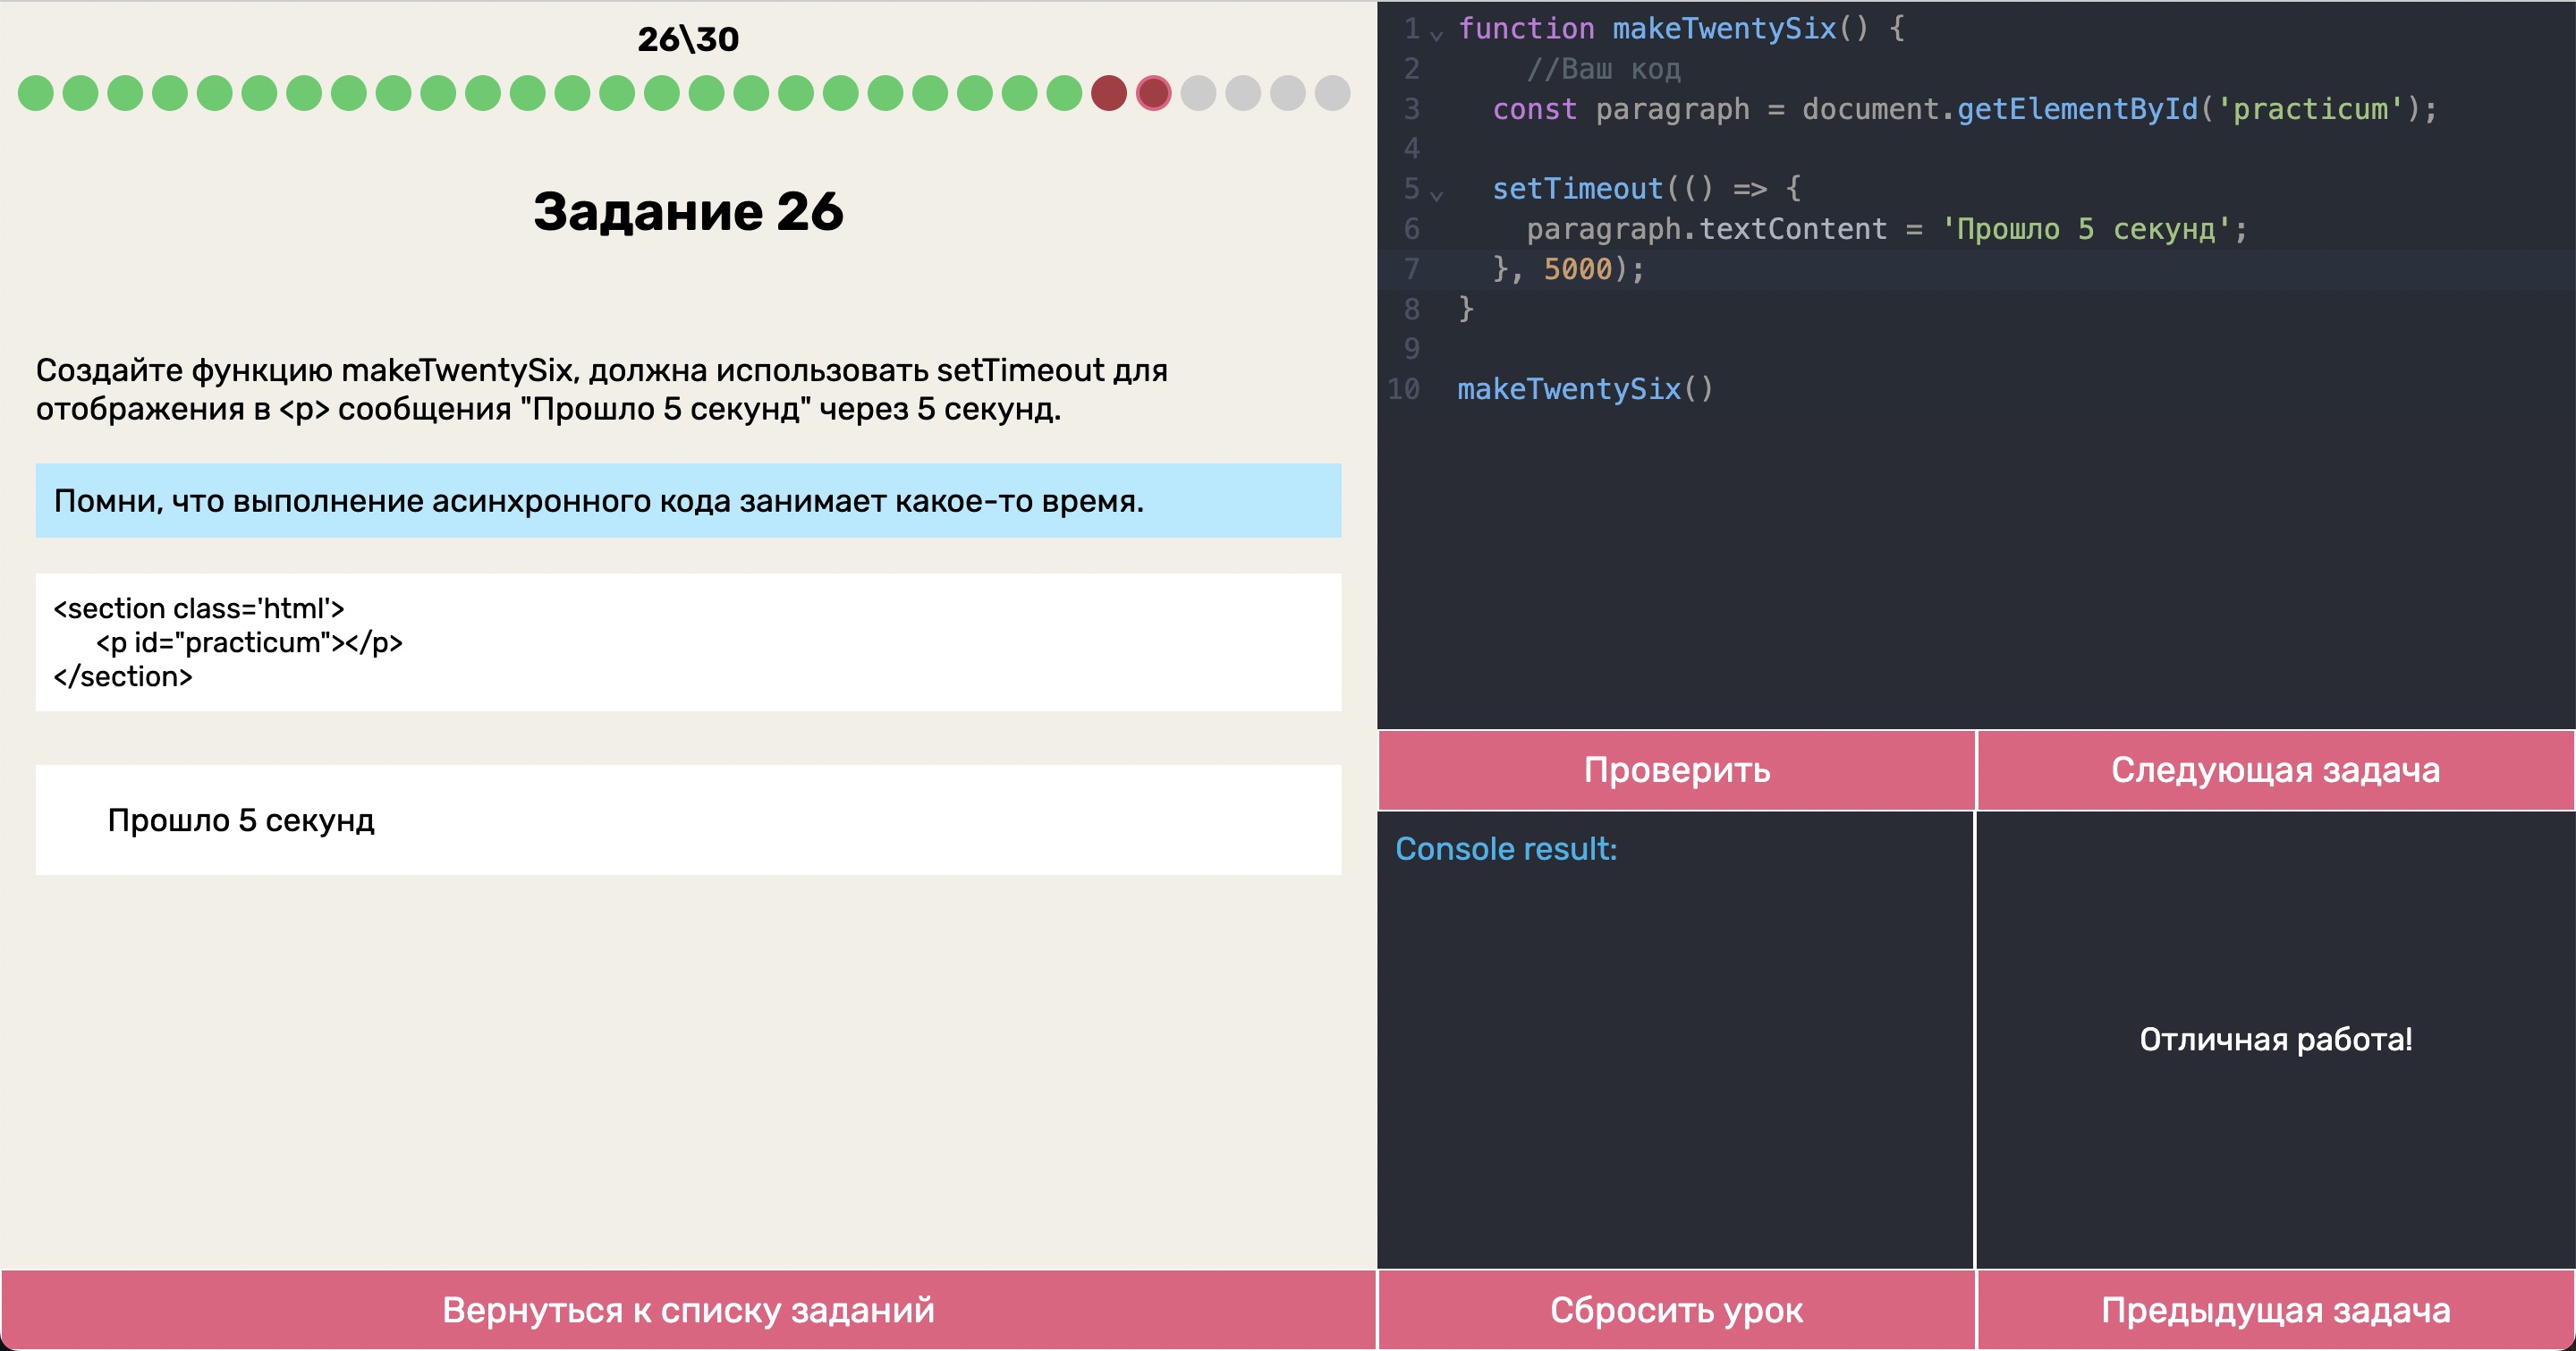 26\30
Задание 26
Создайте функцию makeTwentySix, должна использовать setTimeout для
отображения в <p> сообщения "Прошло 5 секунд" через 5 секунд.
Помни, что выполнение асинхронного кода занимает какое-то время.
<section class='html'>
<p id="practicum"></p>
</section>
Прошло 5 секунд
Вернуться к списку заданий
1 function makeTwentySix() {
2 //Ваш код
3 const paragraph = document.getElementById('practicum');
4
5 setTimeout(() => {
6 paragraph.textContent = 'Прошло 5 секунд';
7 }, 5000);
8 }
9
10 makeTwentySix()
Проверить
Следующая задача
Console result:
Отличная работа!
Сбросить урок
Предыдущая задача